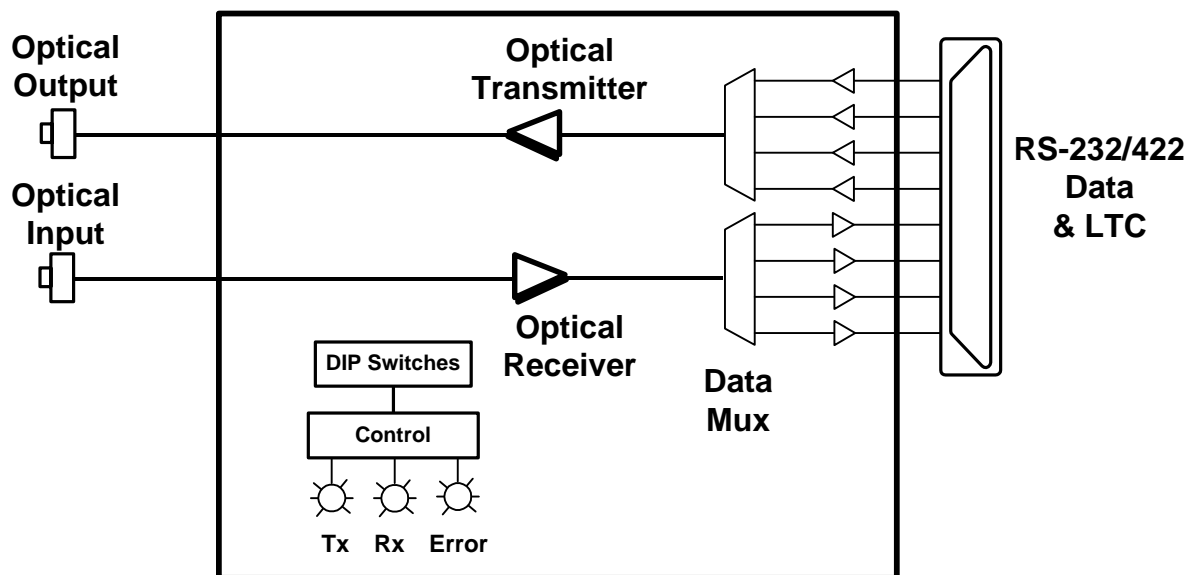 Optical
Output
Optical
Transmitter
RS-232/422
Data
& LTC
Optical
Input
Optical
Receiver
DIP Switches
Data
Mux
Control
Tx Rx Error